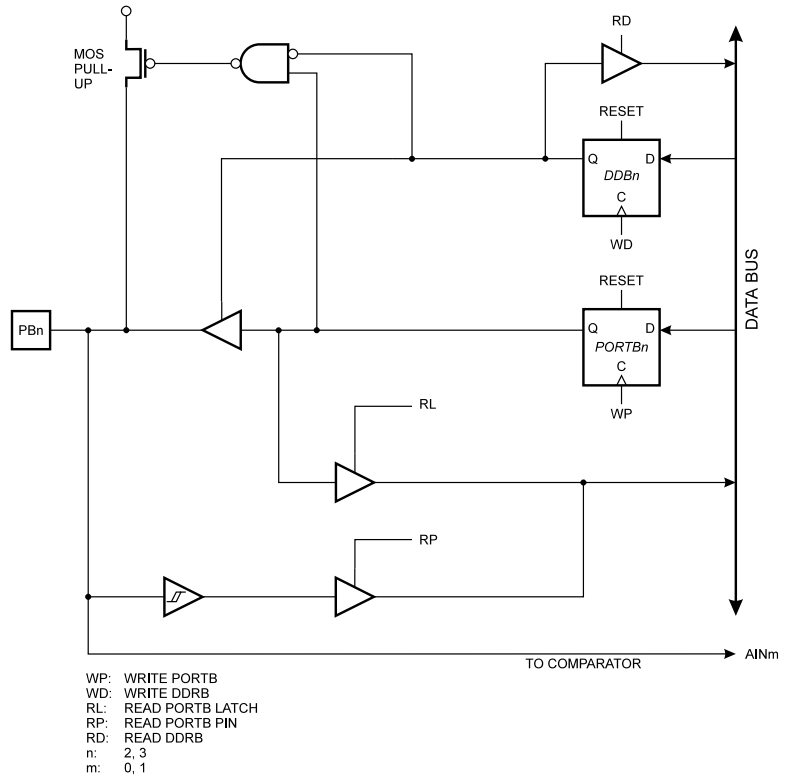 RD
MOS
PULL-
UP
RESET
Q D
DDBn
C
WD
DATA BUS
RESET
PBn
Q D
PORTBn
C
WP
RL
RP
TO COMPARATOR
AINm
WP: WRITE PORTB
WD: WRITE DDRB
RL: READ PORTB LATCH
RP: READ PORTB PIN
RD: READ DDRB
n: 2, 3
m: 0, 1